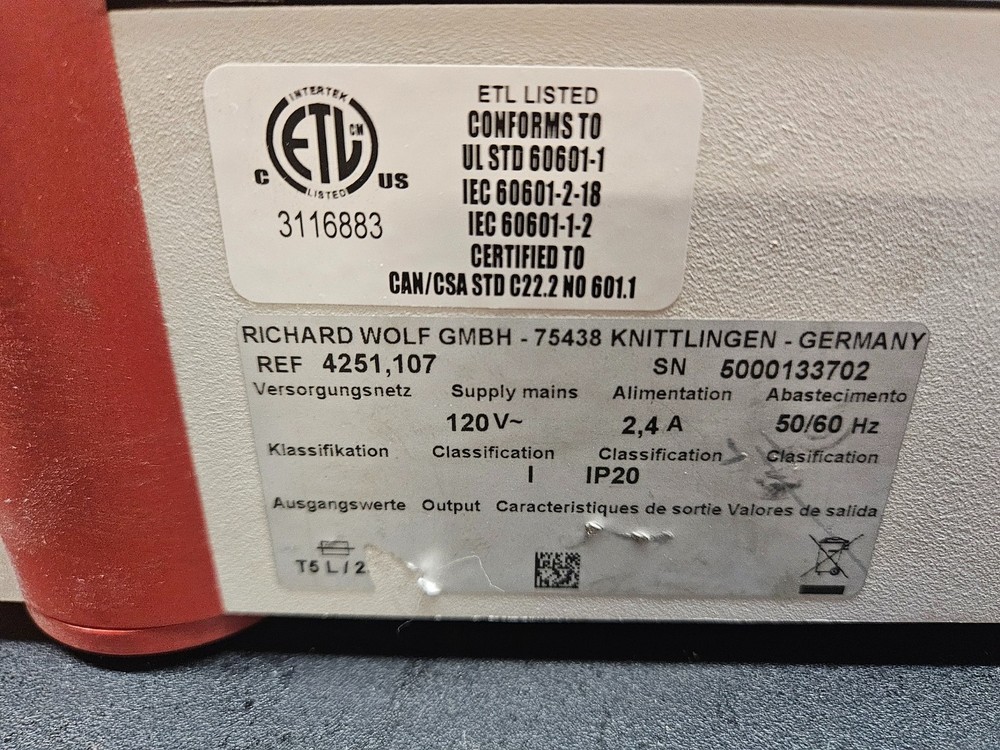 INTERTEK
ETL CM
LISTED
C US
3116883
ETL LISTED
CONFORMS TO
UL STD 60601-1
IEC 60601-2-18
IEC 60601-1-2
CERTIFIED TO
CAN/CSA STD C22.2 NO 601.1
RICHARD WOLF GMBH - 75438 KNITTLINGEN - GERMANY
REF 4251,107 SN 5000133702
Versorgungsnetz Supply mains Alimentation Abastecimento
120 V~ 2,4 A 50/60 Hz
Klassifikation Classification Classification Clasification
I IP20
Ausgangswerte Output Caracteristiques de sortie Valores de salida
T5 L / 2